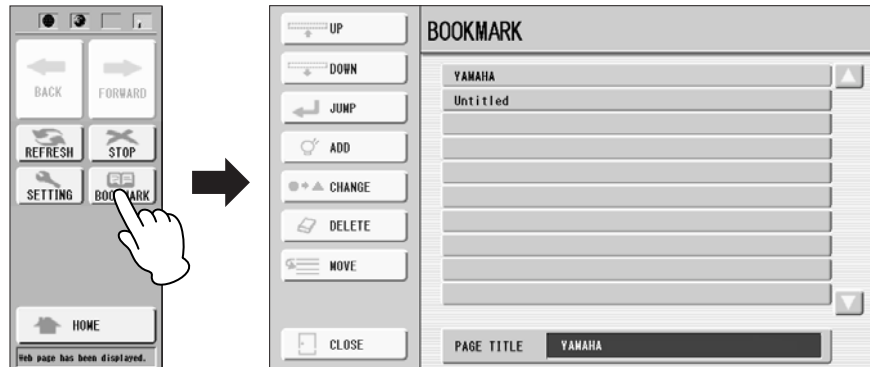 BACK
FORWARD
REFRESH
STOP
SETTING
BOOKMARK
HOME
Web page has been displayed.
UP
DOWN
JUMP
ADD
CHANGE
DELETE
MOVE
CLOSE
BOOKMARK
YAMAHA
Untitled
PAGE TITLE YAMAHA